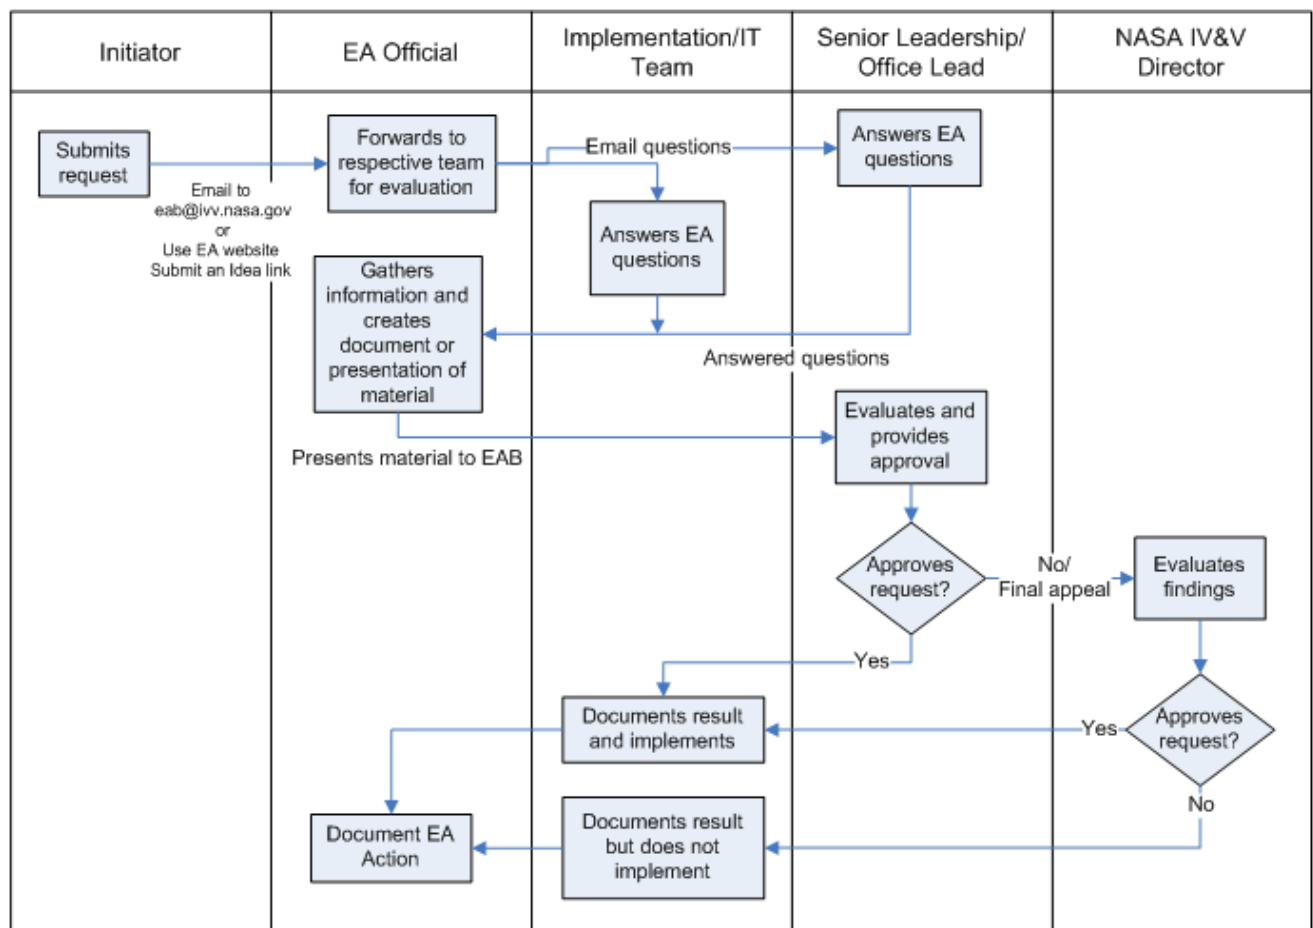 Initiator
EA Official
Implementation/IT
Team
Senior Leadership/
Office Lead
NASA IV&V
Director
Submits
request
Email to
eab@ivv.nasa.gov
or
Use EA website
Submit an Idea link
Forwards to
respective team
for evaluation
Email questions
Answers EA
questions
Answers EA
questions
Gathers
information and
creates
document or
presentation of
material
Answered questions
Presents material to EAB
Evaluates and
provides
approval
Approves
request?
No/
Final appeal
Evaluates
findings
Yes
Documents result
and implements
Yes
Approves
request?
No
Documents result
but does not
implement
Document EA
Action